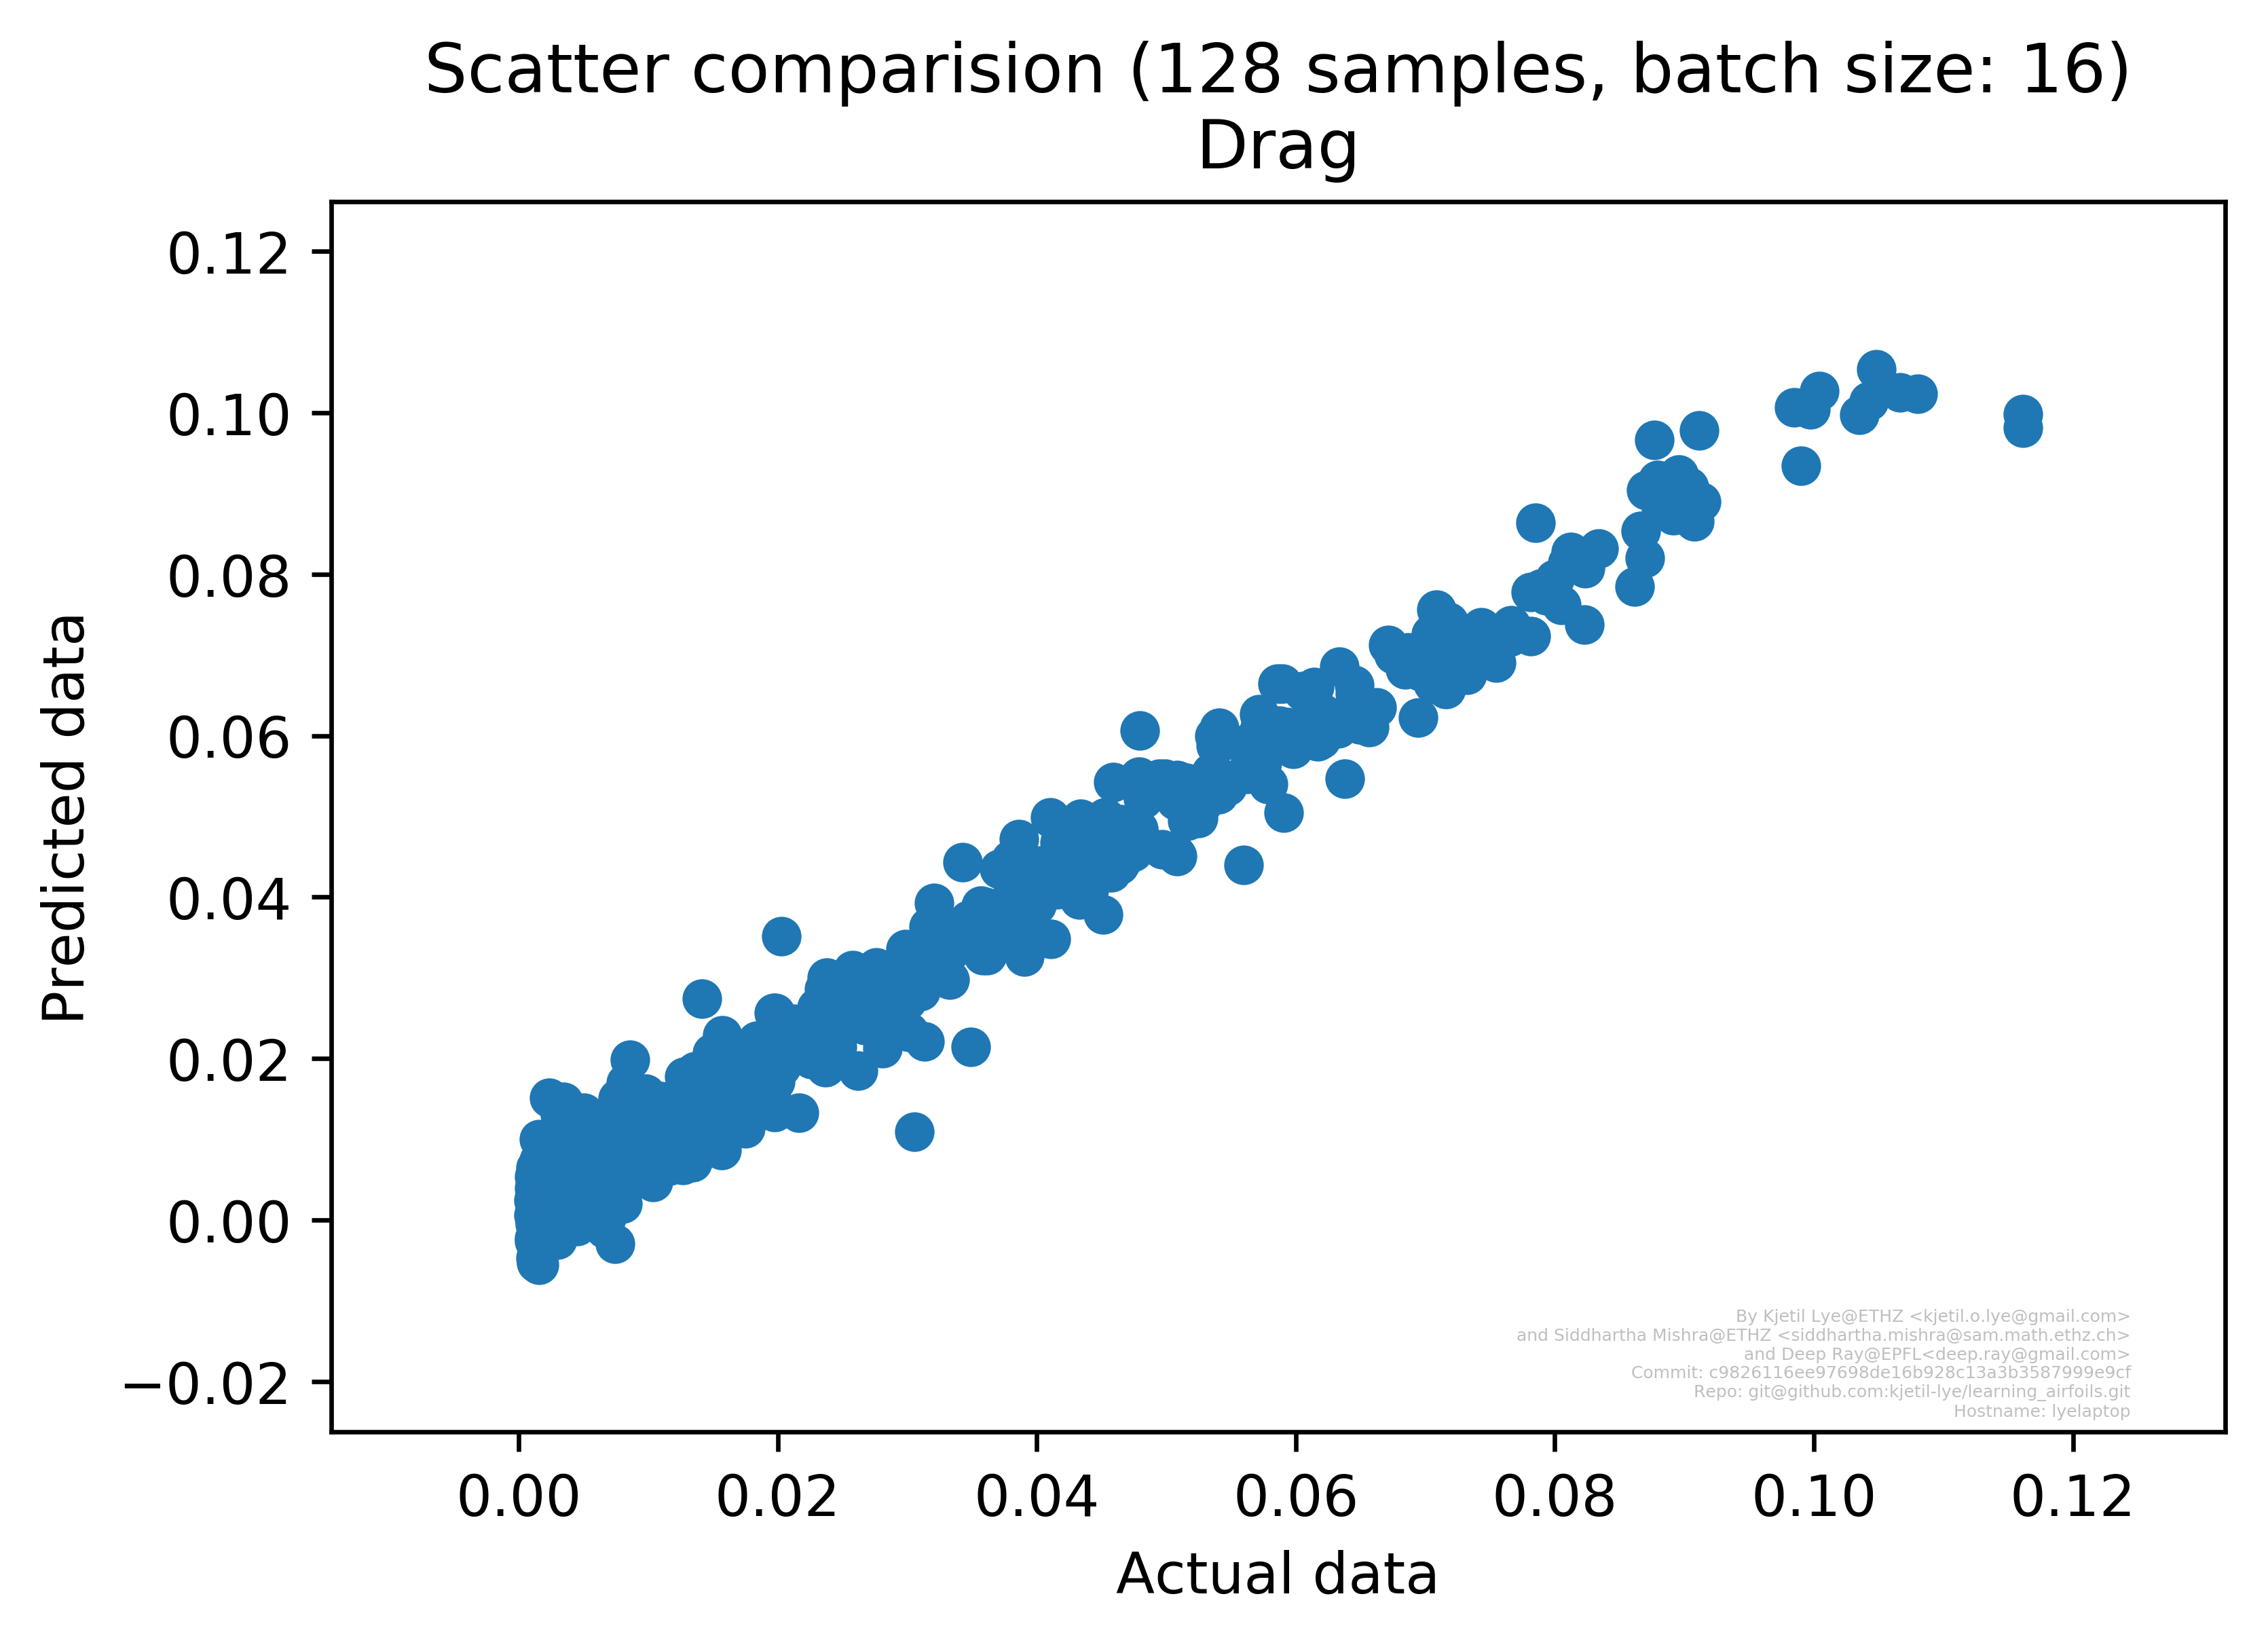 Scatter comparision (128 samples, batch size: 16)
Drag
0.12
0.10
0.08
0.06
0.04
0.02
0.00
−0.02
Predicted data
By Kjetil Lye@ETHZ <kjetil.o.lye@gmail.com>
and Siddhartha Mishra@ETHZ <siddhartha.mishra@sam.math.ethz.ch>
and Deep Ray@EPFL<deep.ray@gmail.com>
Commit: c9826116ee97698de16b928c13a3b3587999e9cf
Repo: git@github.com:kjetil-lye/learning_airfoils.git
Hostname: lyelaptop
0.00 0.02 0.04 0.06 0.08 0.10 0.12
Actual data